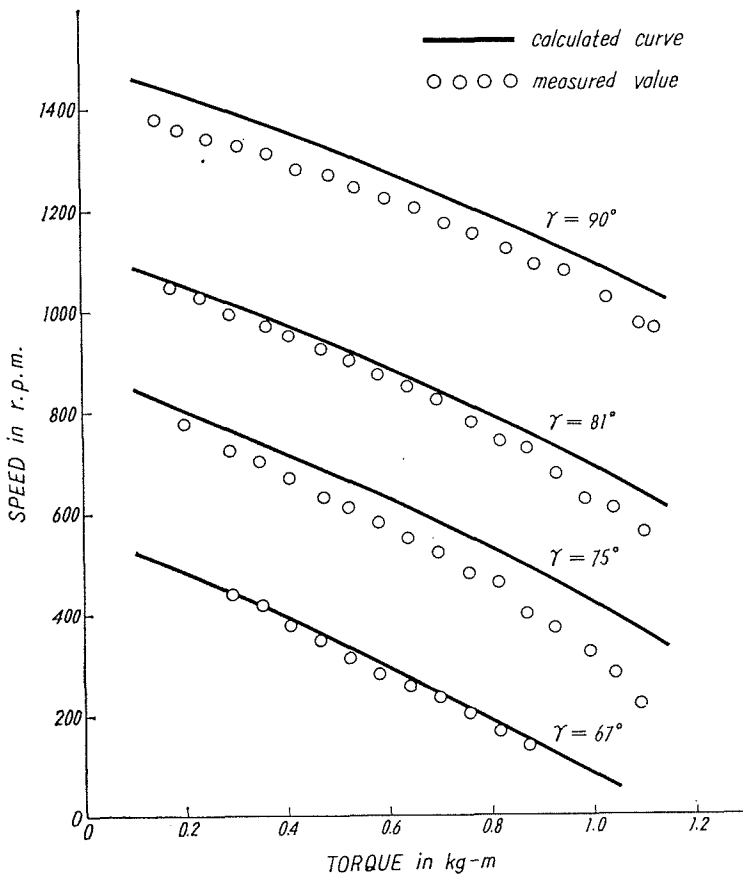 calculated curve
measured value
1400
1200
1000
800
600
400
200
0
SPEED in r.p.m.
γ = 90°
γ = 81°
γ = 75°
γ = 67°
0 0.2 0.4 0.6 0.8 1.0 1.2
TORQUE in kg-m